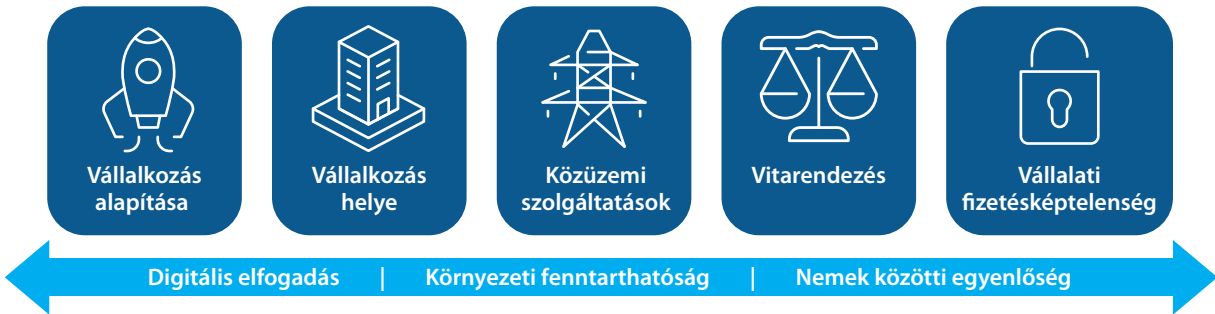 Vállalkozás
alapítása
Vállalkozás
helye
Közüzemi
szolgáltatások
Vitarendezés
Vállalati
fizetésképtelenség
Digitális elfogadás | Környezeti fenntarthatóság | Nemek közötti egyenlőség